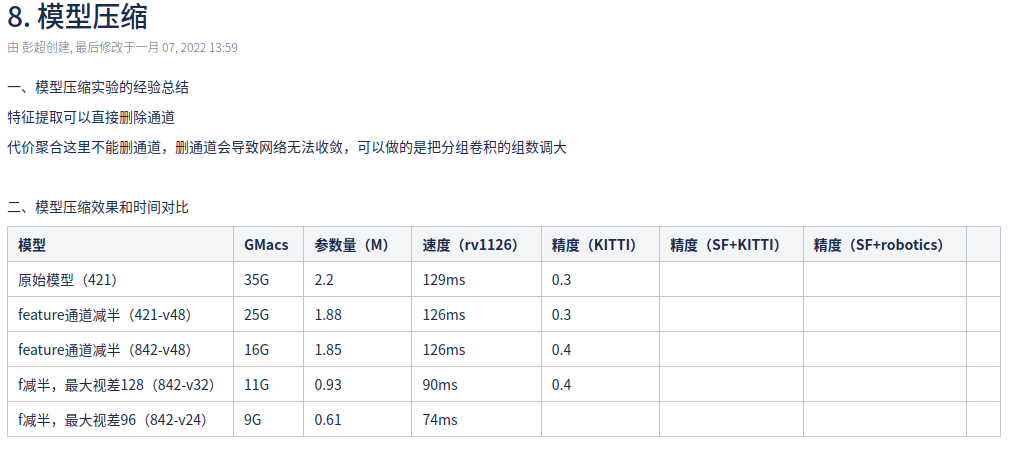 8. 模型压缩
由 彭超创建, 最后修改于一月 07, 2022 13:59
一、模型压缩实验的经验总结
特征提取可以直接删除通道
代价聚合这里不能删通道，删通道会导致网络无法收敛，可以做的是把分组卷积的组数调大
二、模型压缩效果和时间对比
模型 GMacs 参数量（M） 速度（rv1126） 精度（KITTI） 精度（SF+KITTI） 精度（SF+robotics）
原始模型（421） 35G 2.2 129ms 0.3
feature通道减半（421-v48） 25G 1.88 126ms 0.3
feature通道减半（842-v48） 16G 1.85 126ms 0.4
f减半，最大视差128（842-v32） 11G 0.93 90ms 0.4
f减半，最大视差96（842-v24） 9G 0.61 74ms